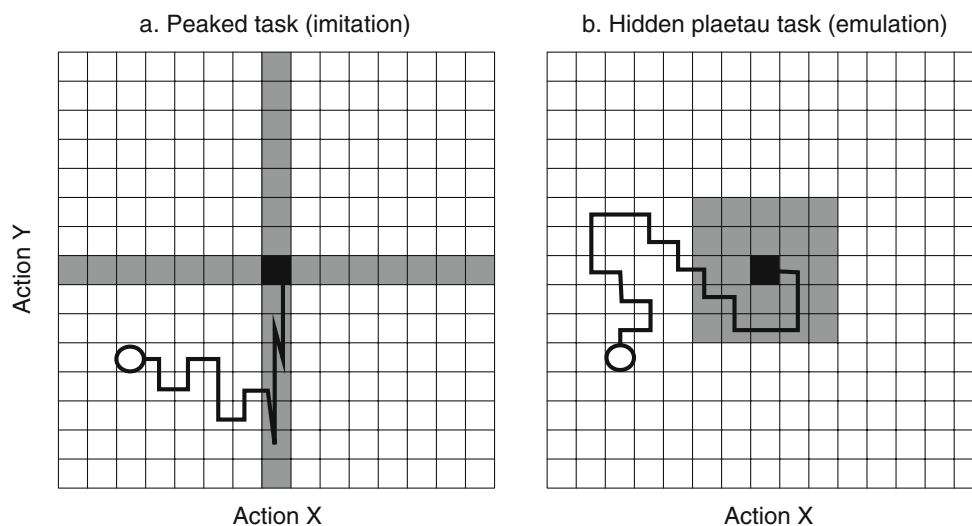 a. Peaked task (imitation)
b. Hidden plaetau task (emulation)
Action Y
Action X
Action X